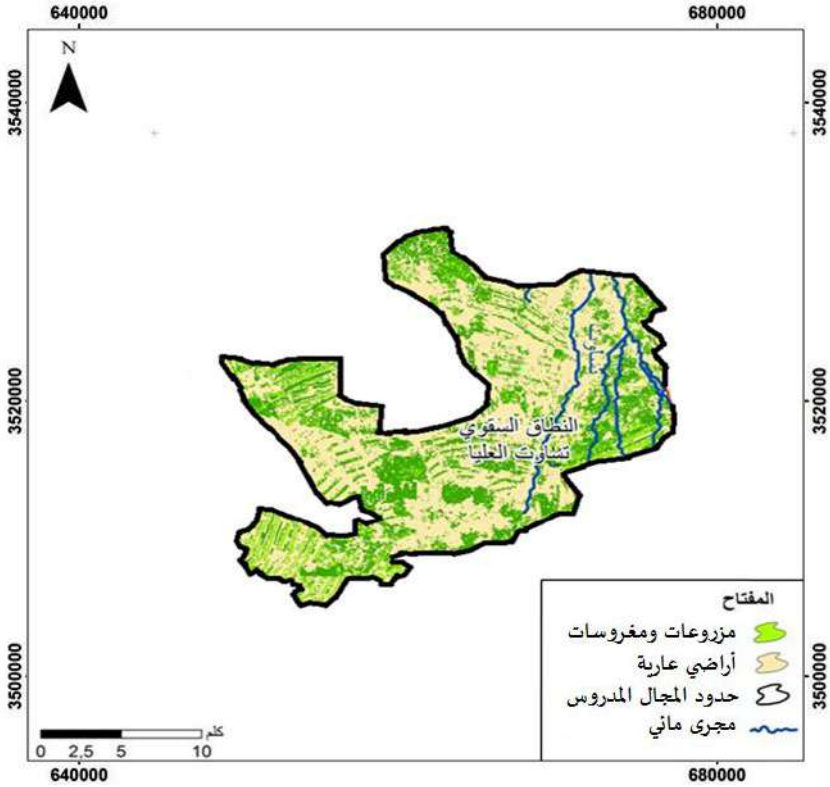 640000
680000
N
3540000
3540000
3520000
3520000
النطاق السقوي
تساوت العليا
3500000
3500000
المفتاح
مزروعات ومغروسات
أراضي عارية
حدود المجال المدروس
مجرى مائي
كلم
0 2,5 5 10
640000
680000